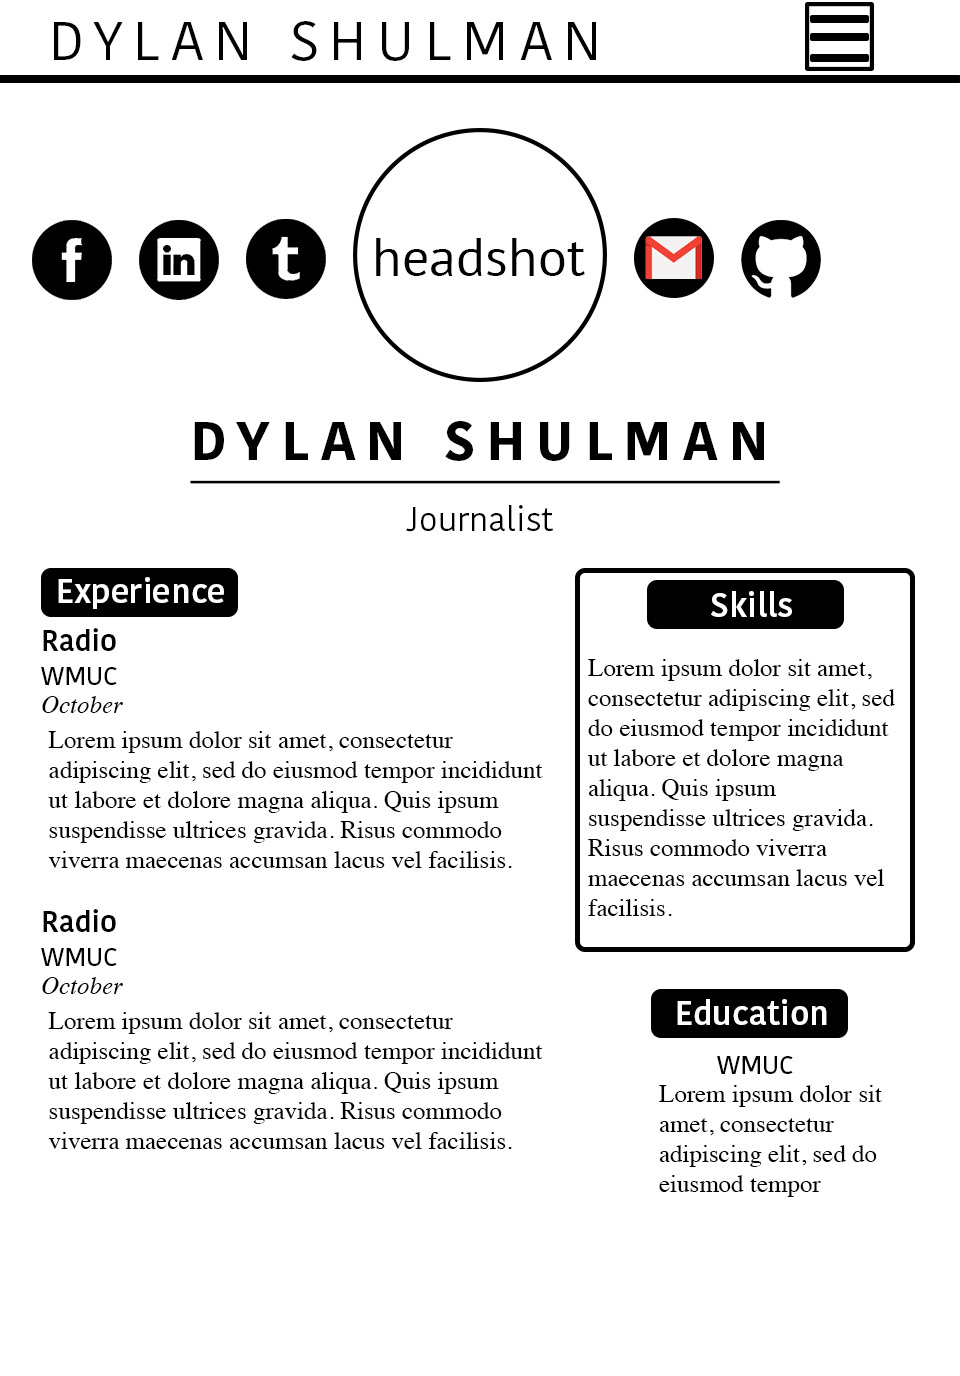 DYLAN SHULMAN
f
in
t
headshot
M
DYLAN SHULMAN
Journalist
Experience
Radio
WMUC
October
Lorem ipsum dolor sit amet, consectetur
adipiscing elit, sed do eiusmod tempor incididunt
ut labore et dolore magna aliqua. Quis ipsum
suspendisse ultrices gravida. Risus commodo
viverra maecenas accumsan lacus vel facilisis.
Radio
WMUC
October
Lorem ipsum dolor sit amet, consectetur
adipiscing elit, sed do eiusmod tempor incididunt
ut labore et dolore magna aliqua. Quis ipsum
suspendisse ultrices gravida. Risus commodo
viverra maecenas accumsan lacus vel facilisis.
Skills
Lorem ipsum dolor sit amet,
consectetur adipiscing elit, sed
do eiusmod tempor incididunt
ut labore et dolore magna
aliqua. Quis ipsum
suspendisse ultrices gravida.
Risus commodo viverra
maecenas accumsan lacus vel
facilisis.
Education
WMUC
Lorem ipsum dolor sit
amet, consectetur
adipiscing elit, sed do
eiusmod tempor